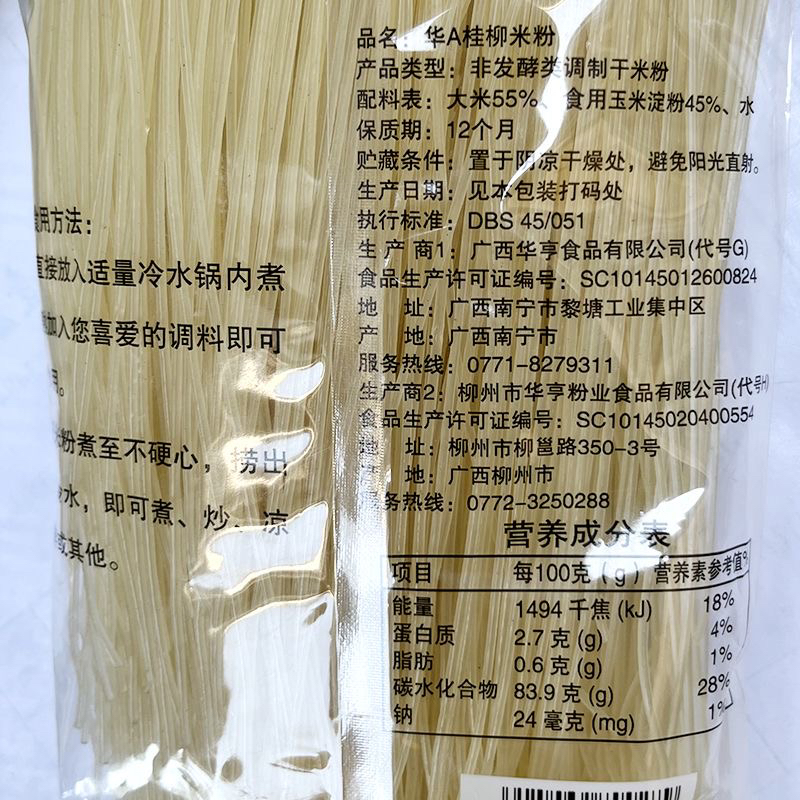 品名：华A桂柳米粉
产品类型：非发酵类调制干米粉
配料表：大米55%、食用玉米淀粉45%、水
保质期：12个月
贮藏条件：置于阴凉干燥处，避免阳光直射。
生产日期：见本包装打码处
执行标准：DBS 45/051
生 产 商1：广西华亨食品有限公司(代号G)
食品生产许可证编号：SC10145012600824
地 址：广西南宁市黎塘工业集中区
产 地：广西南宁市
服务热线：0771-8279311
生产商2：柳州市华亨粉业食品有限公司(代号H)
食品生产许可证编号：SC10145020400554
地 址：柳州市柳邕路350-3号
地：广西柳州市
服务热线：0772-3250288
营养成分表
项目 每100克（g）营养素参考值%
能量 1494 千焦 (kJ) 18%
蛋白质 2.7 克 (g) 4%
脂肪 0.6 克 (g) 1%
碳水化合物 83.9 克 (g) 28%
钠 24 毫克 (mg) 1%
食用方法：
直接放入适量冷水锅内煮
加入您喜爱的调料即可
用。
粉煮至不硬心，捞出
水，即可煮、炒、凉
或其他。